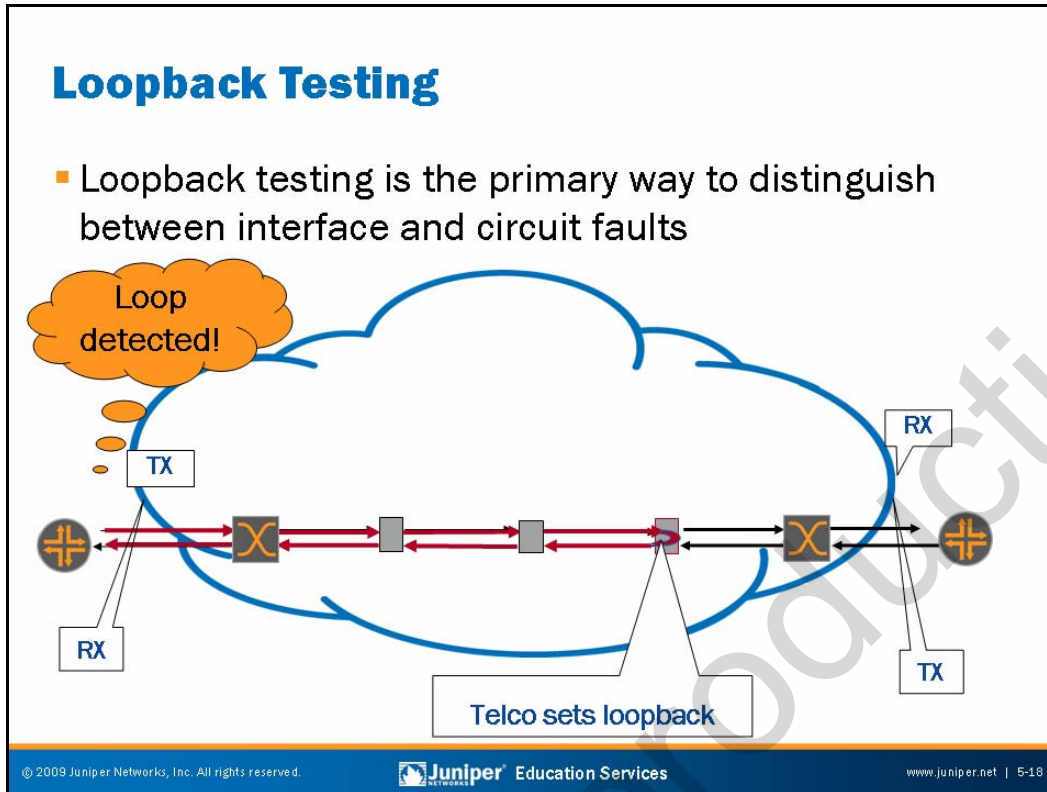 Loopback Testing
Loopback testing is the primary way to distinguish
between interface and circuit faults
Loop
detected!
TX
RX
RX
TX
Telco sets loopback
© 2009 Juniper Networks, Inc. All rights reserved.
Juniper NETWORKS Education Services
www.juniper.net | 5-18